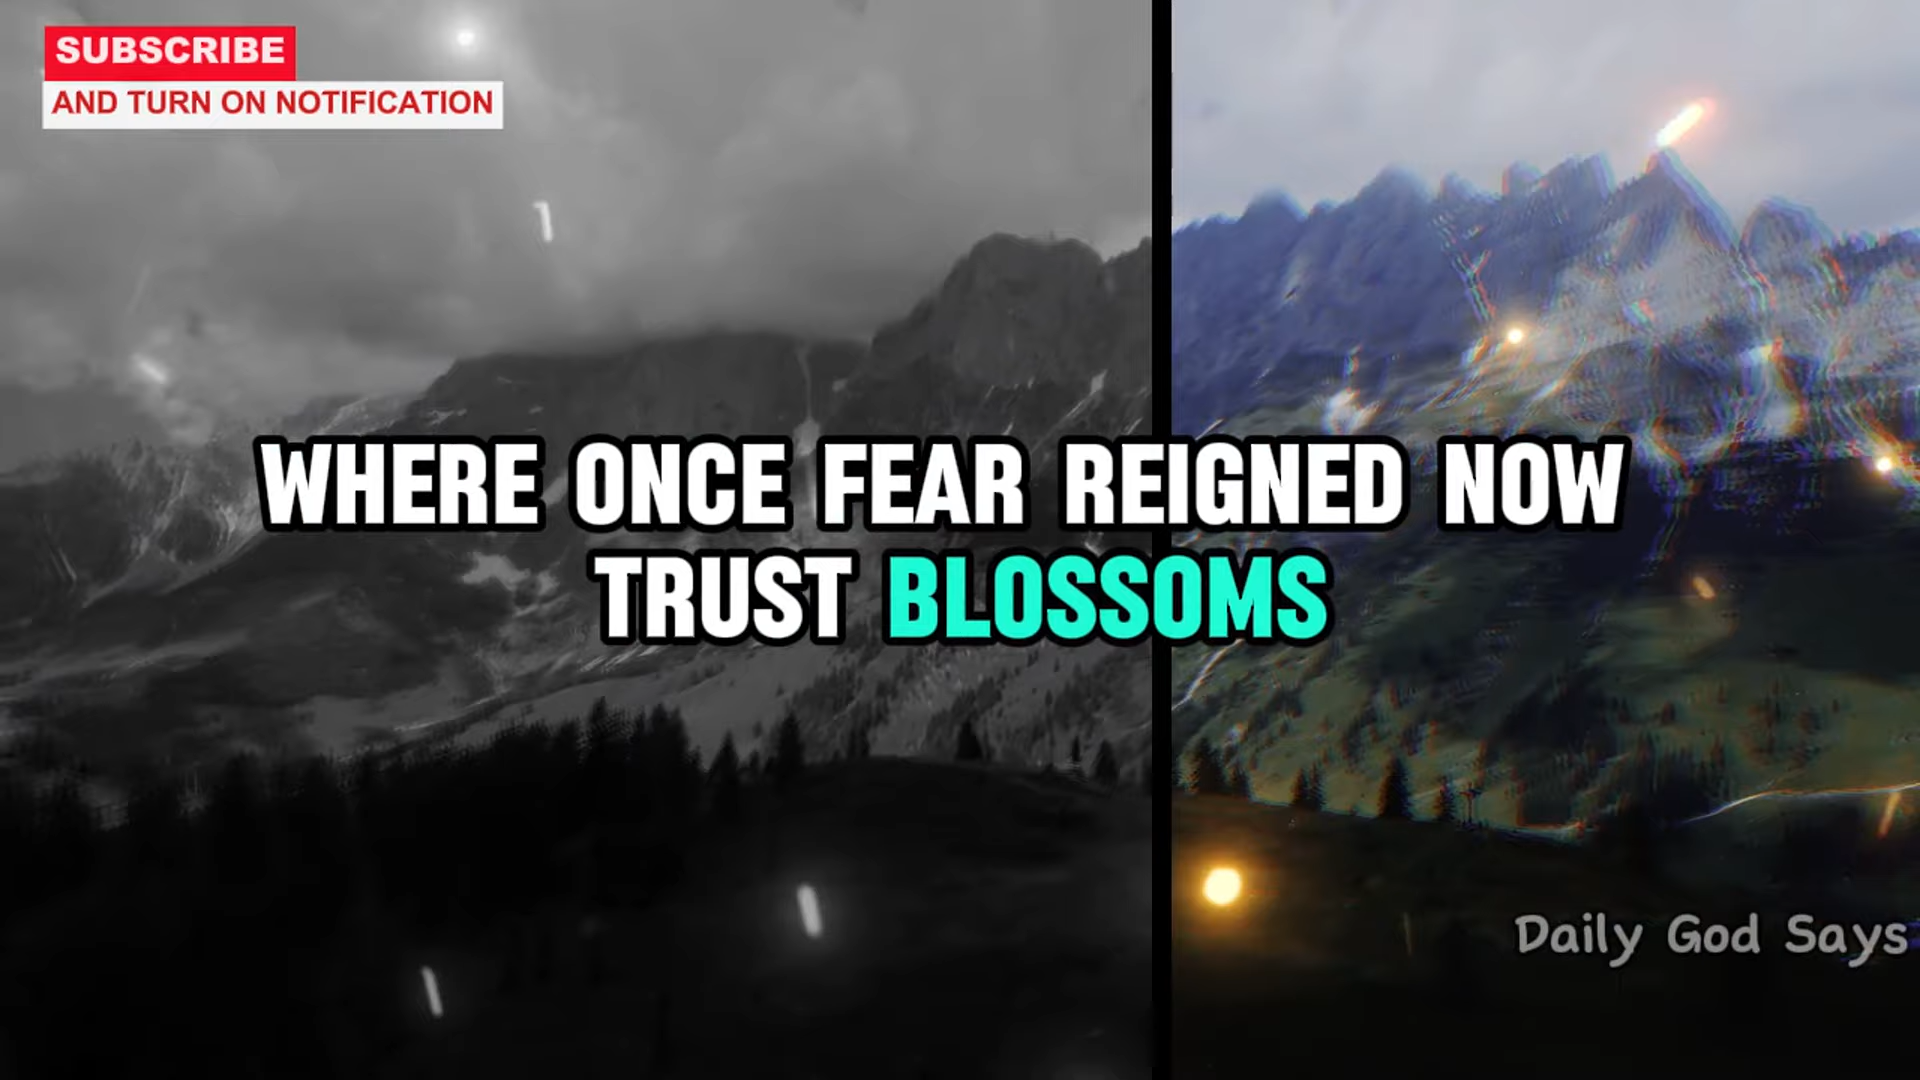 SUBSCRIBE
AND TURN ON NOTIFICATION
WHERE ONCE FEAR REIGNED NOW
TRUST BLOSSOMS
Daily God Says